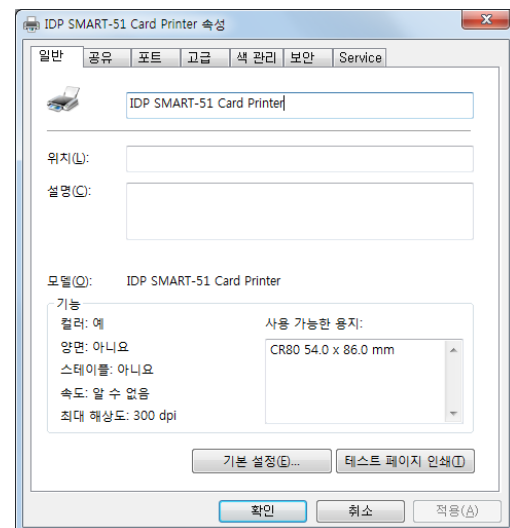 IDP SMART-51 Card Printer 속성
일반 공유 포트 고급 색 관리 보안 Service
IDP SMART-51 Card Printer
위치(L):
설명(C):
모델(O): IDP SMART-51 Card Printer
기능
컬러: 예 사용 가능한 용지:
양면: 아니요 CR80 54.0 x 86.0 mm
스테이플: 아니요
속도: 알 수 없음
최대 해상도: 300 dpi
기본 설정(E)... 테스트 페이지 인쇄(T)
확인 취소 적용(A)